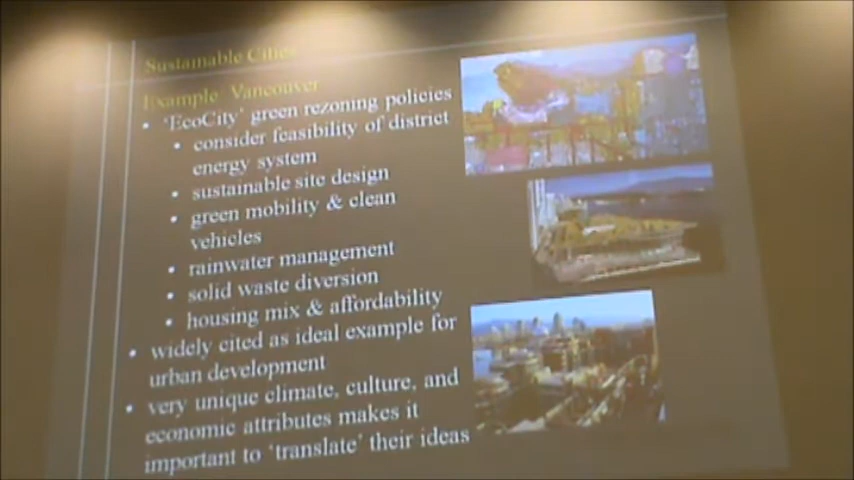 Sustainable Cities
Example: Vancouver
• 'EcoCity' green rezoning policies
• consider feasibility of district
energy system
• sustainable site design
• green mobility & clean
vehicles
• rainwater management
• solid waste diversion
• housing mix & affordability
• widely cited as ideal example for
urban development
• very unique climate, culture, and
economic attributes makes it
important to 'translate' their ideas